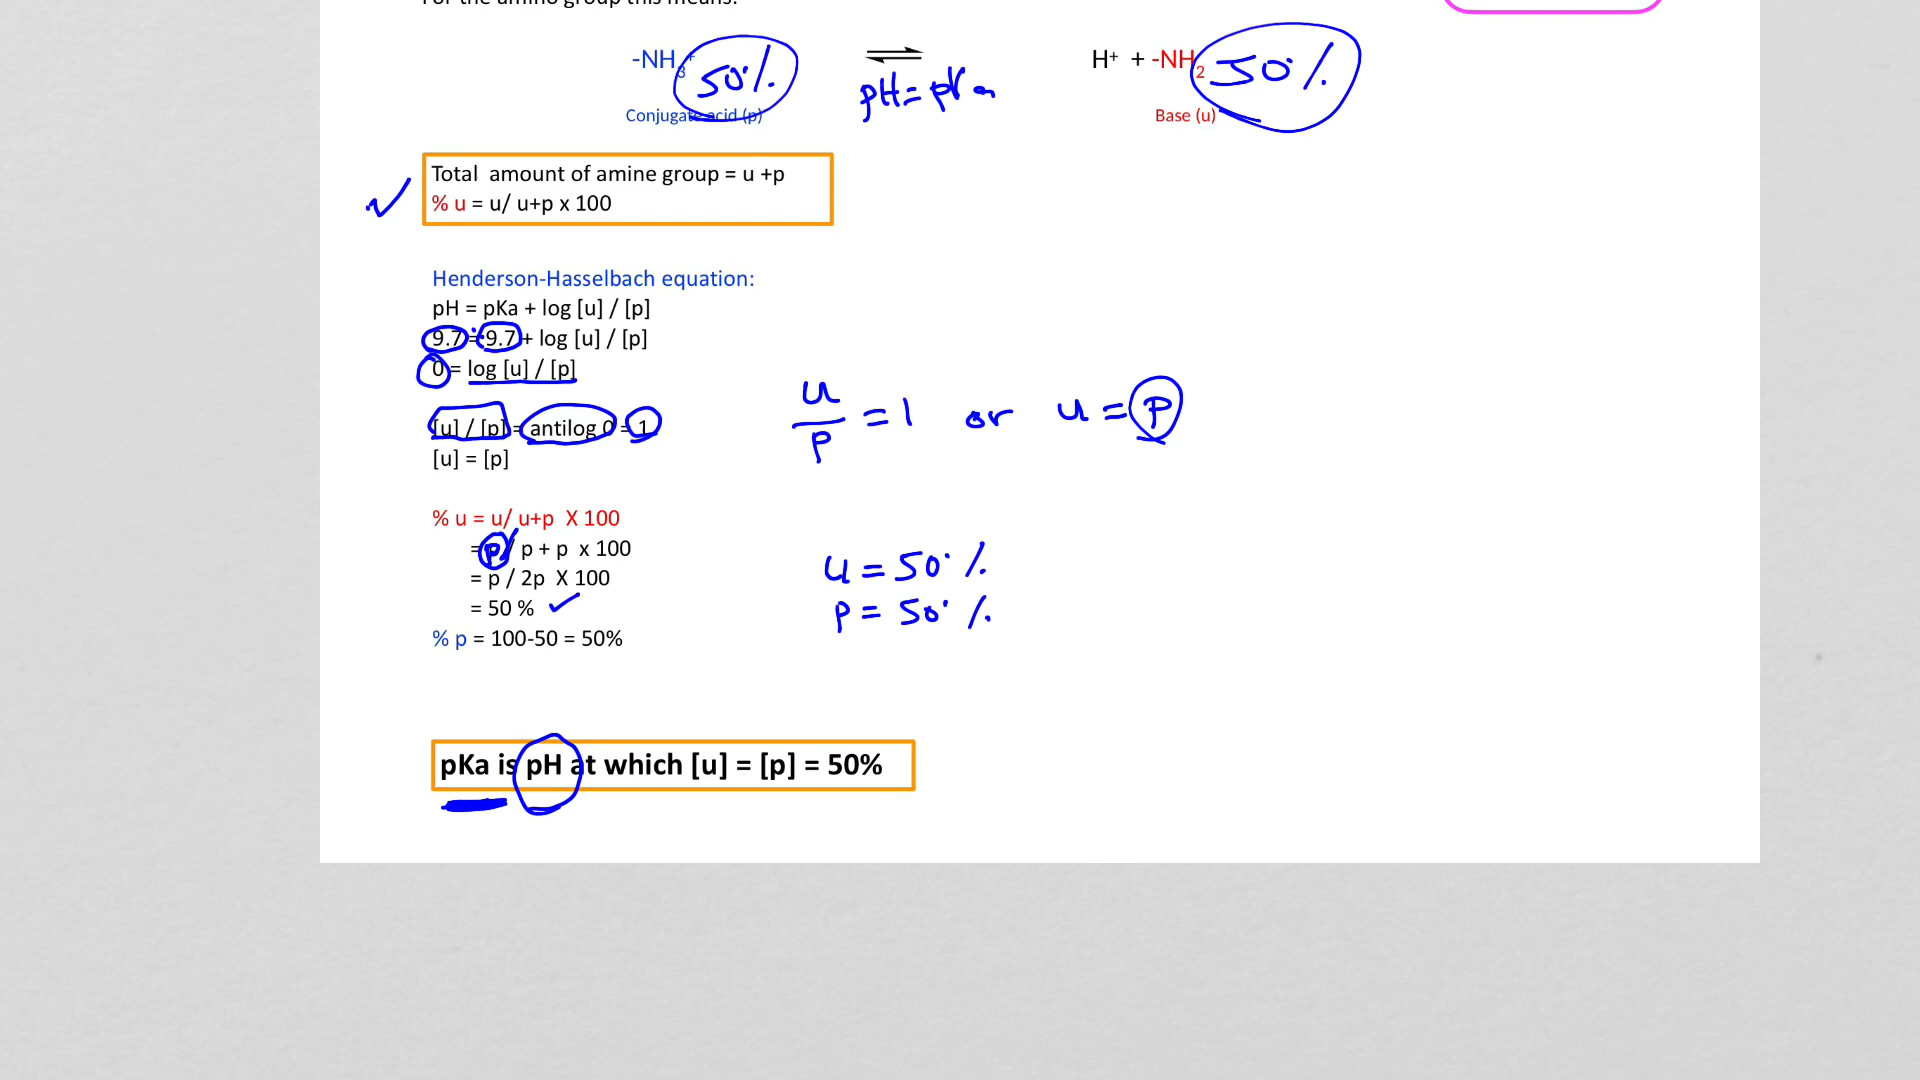 For the amino group this means:
-NH3+ 50% ⇌ H+ + -NH2 50%
pH = pKa
Conjugate acid (p) Base (u)
Total amount of amine group = u +p
% u = u/ u+p x 100
Henderson-Hasselbach equation:
pH = pKa + log [u] / [p]
9.7 = 9.7 + log [u] / [p]
0 = log [u] / [p]
[u] / [p] = antilog 0 = 1
u/p = 1 or u = p
[u] = [p]
% u = u/ u+p X 100
= p / p + p x 100
= p / 2p X 100
= 50 %
% p = 100-50 = 50%
u = 50%
p = 50%
pKa is pH at which [u] = [p] = 50%